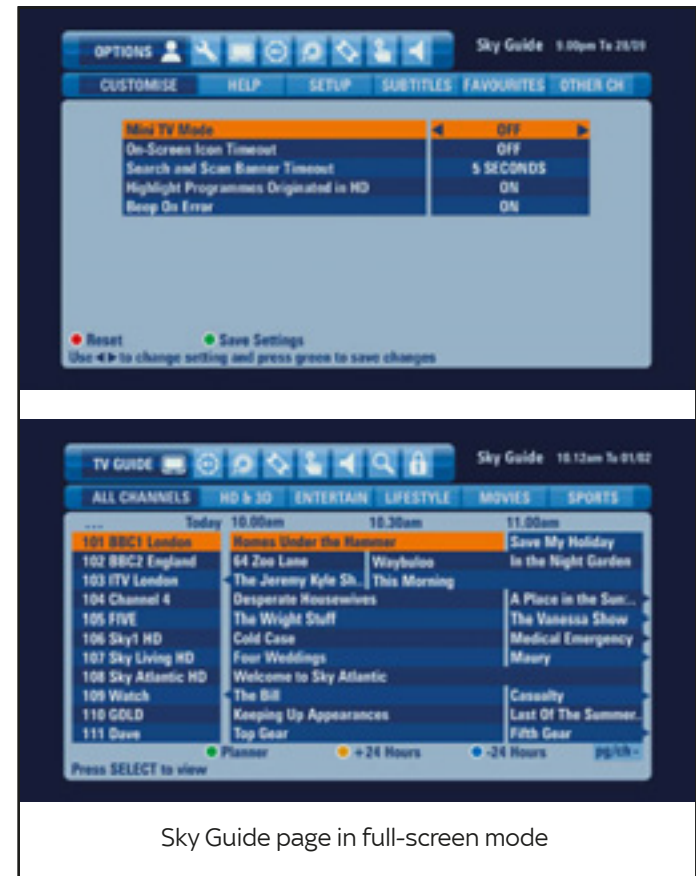 OPTIONS Sky Guide 9.00pm Tu 28/09
CUSTOMISE HELP SETUP SUBTITLES FAVOURITES OTHER CH
Mini TV Mode OFF
On-Screen Icon Timeout OFF
Search and Scan Banner Timeout 5 SECONDS
Highlight Programmes Originated in HD ON
Beep On Error ON
Reset Save Settings
Use ◀▶ to change setting and press green to save changes
TV GUIDE Sky Guide 10.12am Tu 01/02
ALL CHANNELS HD & 3D ENTERTAIN LIFESTYLE MOVIES SPORTS
... Today 10.00am 10.30am 11.00am
101 BBC1 London Homes Under the Hammer Save My Holiday
102 BBC2 England 64 Zoo Lane Waybuloo In the Night Garden
103 ITV London The Jeremy Kyle Sh.. This Morning
104 Channel 4 Desperate Housewives A Place in the Sun:..
105 FIVE The Wright Stuff The Vanessa Show
106 Sky1 HD Cold Case Medical Emergency
107 Sky Living HD Four Weddings Maury
108 Sky Atlantic HD Welcome to Sky Atlantic
109 Watch The Bill Casualty
110 GOLD Keeping Up Appearances Last Of The Summer..
111 Dave Top Gear Fifth Gear
Planner +24 Hours -24 Hours pg/ch -
Press SELECT to view
Sky Guide page in full-screen mode